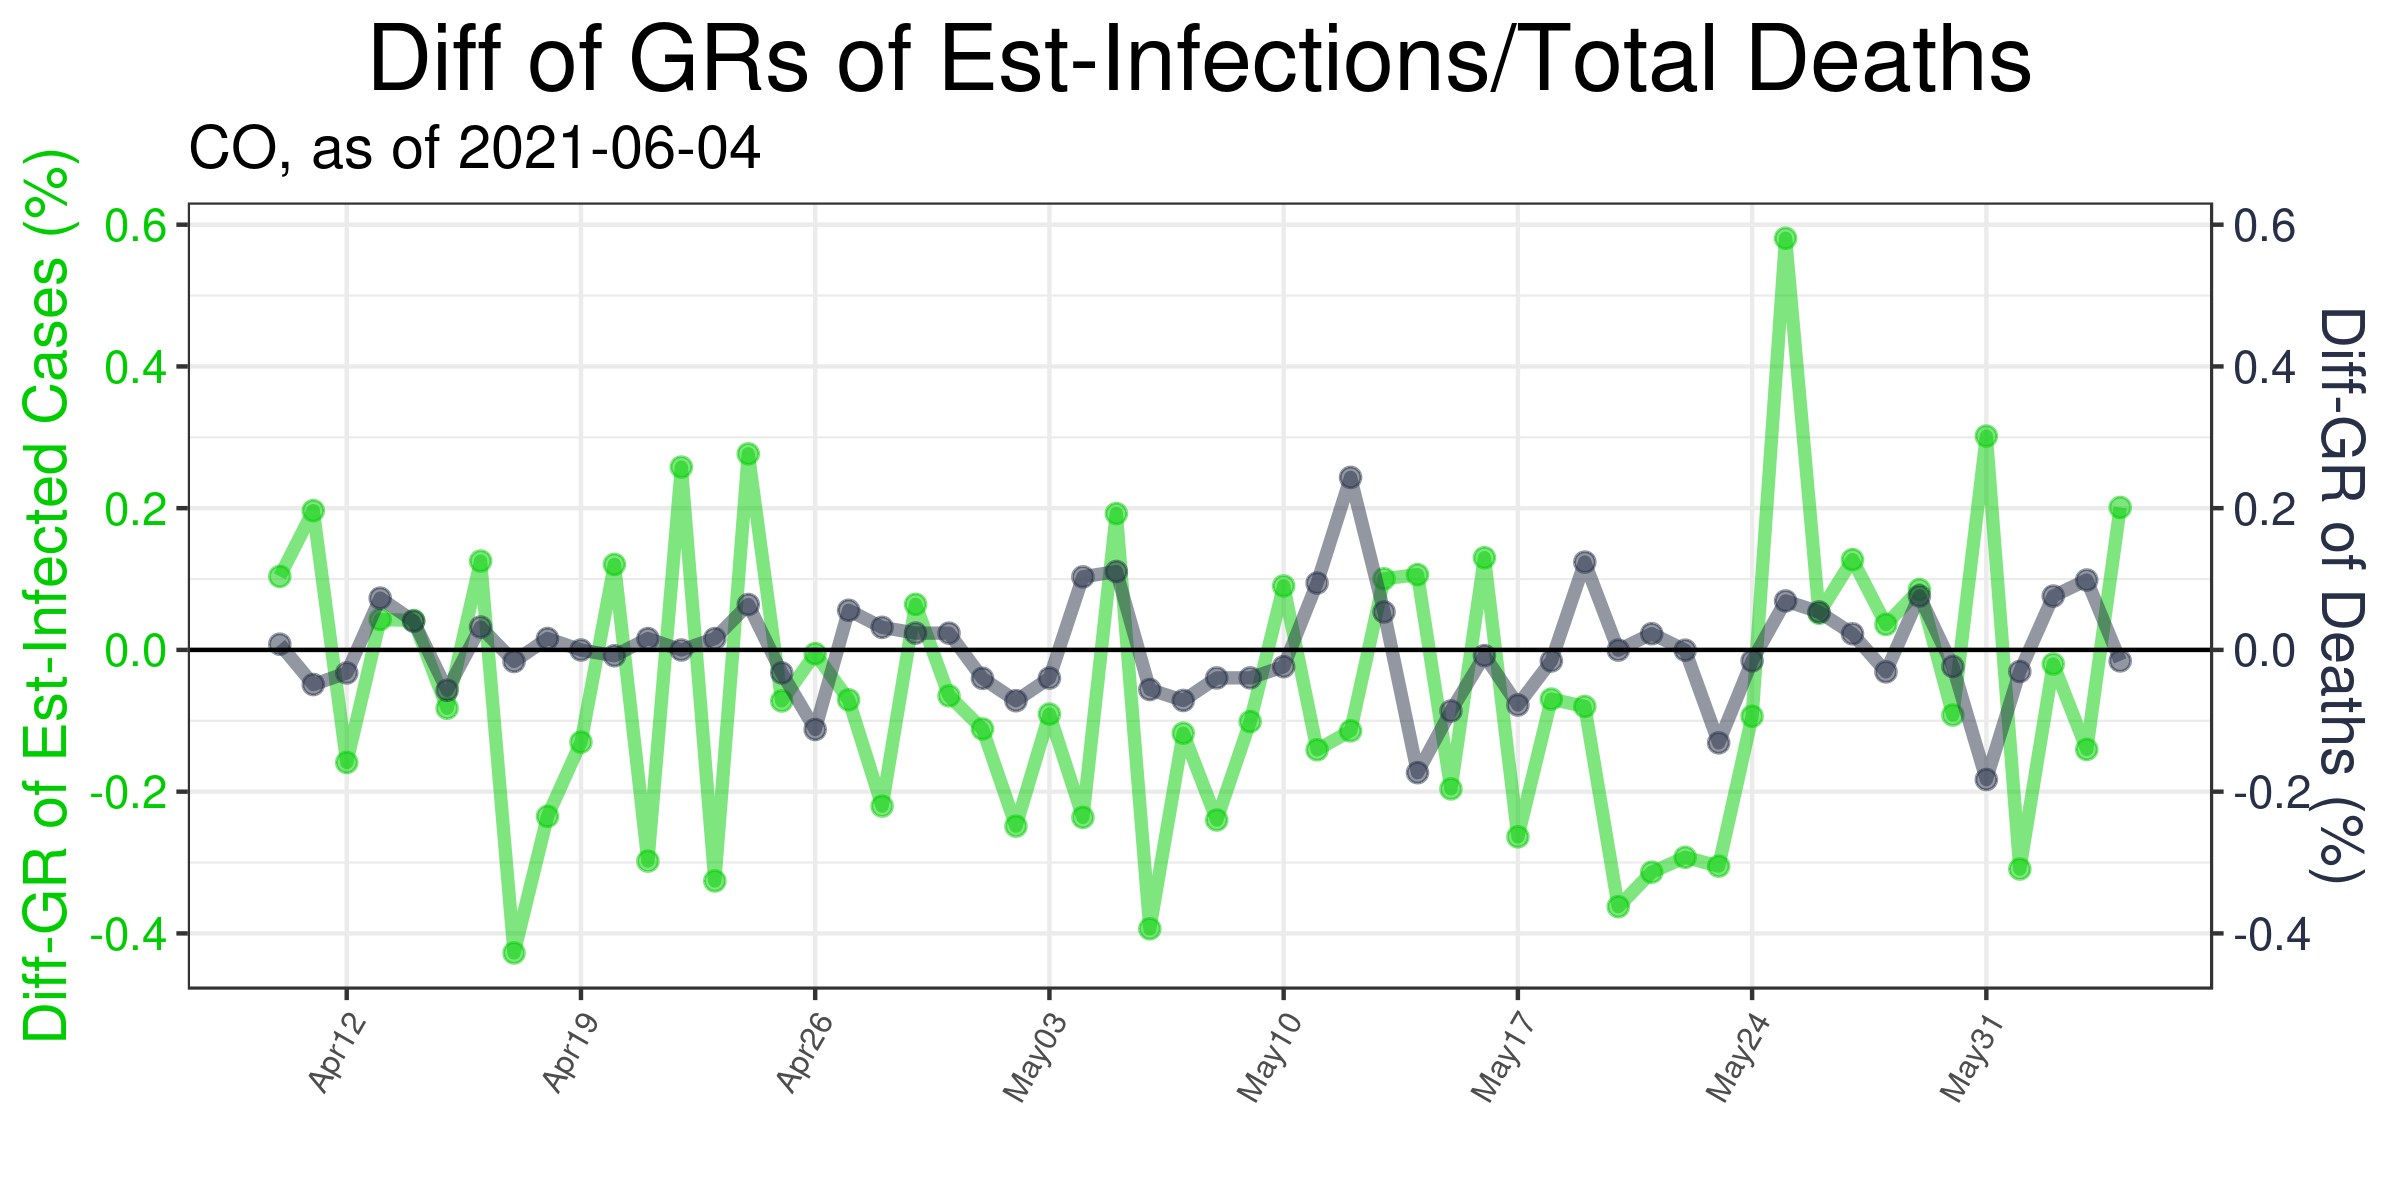 Diff of GRs of Est-Infections/Total Deaths
CO, as of 2021-06-04
Diff-GR of Est-Infected Cases (%)
0.6
0.4
0.2
0.0
-0.2
-0.4
0.6
0.4
0.2
0.0
-0.2
-0.4
Diff-GR of Deaths (%)
Apr12
Apr19
Apr26
May03
May10
May17
May24
May31